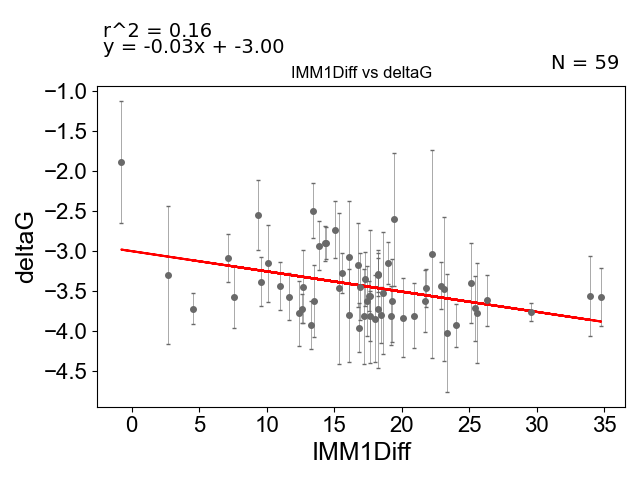 r^2 = 0.16
y = -0.03x + -3.00
N = 59
IMM1Diff vs deltaG
−1.0
−1.5
−2.0
−2.5
−3.0
−3.5
−4.0
−4.5
deltaG
0 5 10 15 20 25 30 35
IMM1Diff